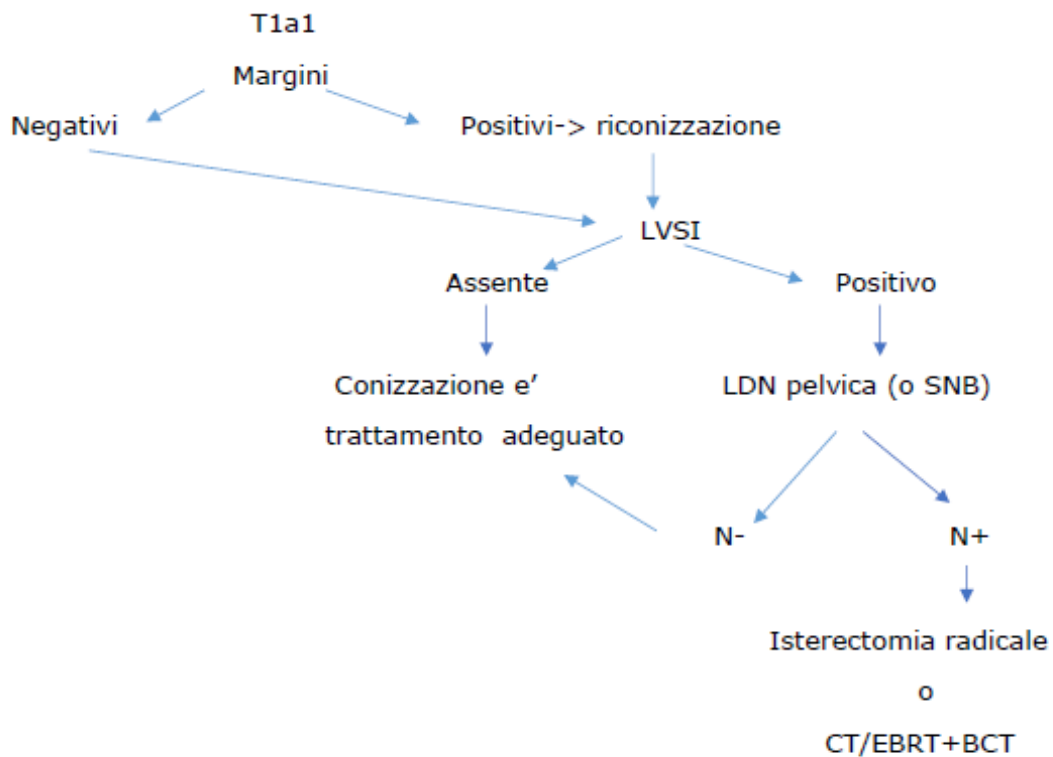 T1a1
Margini
Negativi
Positivi-> riconizzazione
LVSI
Assente
Positivo
Conizzazione e’
trattamento adeguato
LDN pelvica (o SNB)
N-
N+
Isterectomia radicale
o
CT/EBRT+BCT